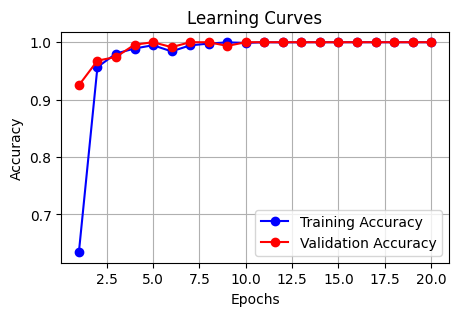 Learning Curves
1.0
0.9
0.8
0.7
Accuracy
Training Accuracy
Validation Accuracy
2.5 5.0 7.5 10.0 12.5 15.0 17.5 20.0
Epochs